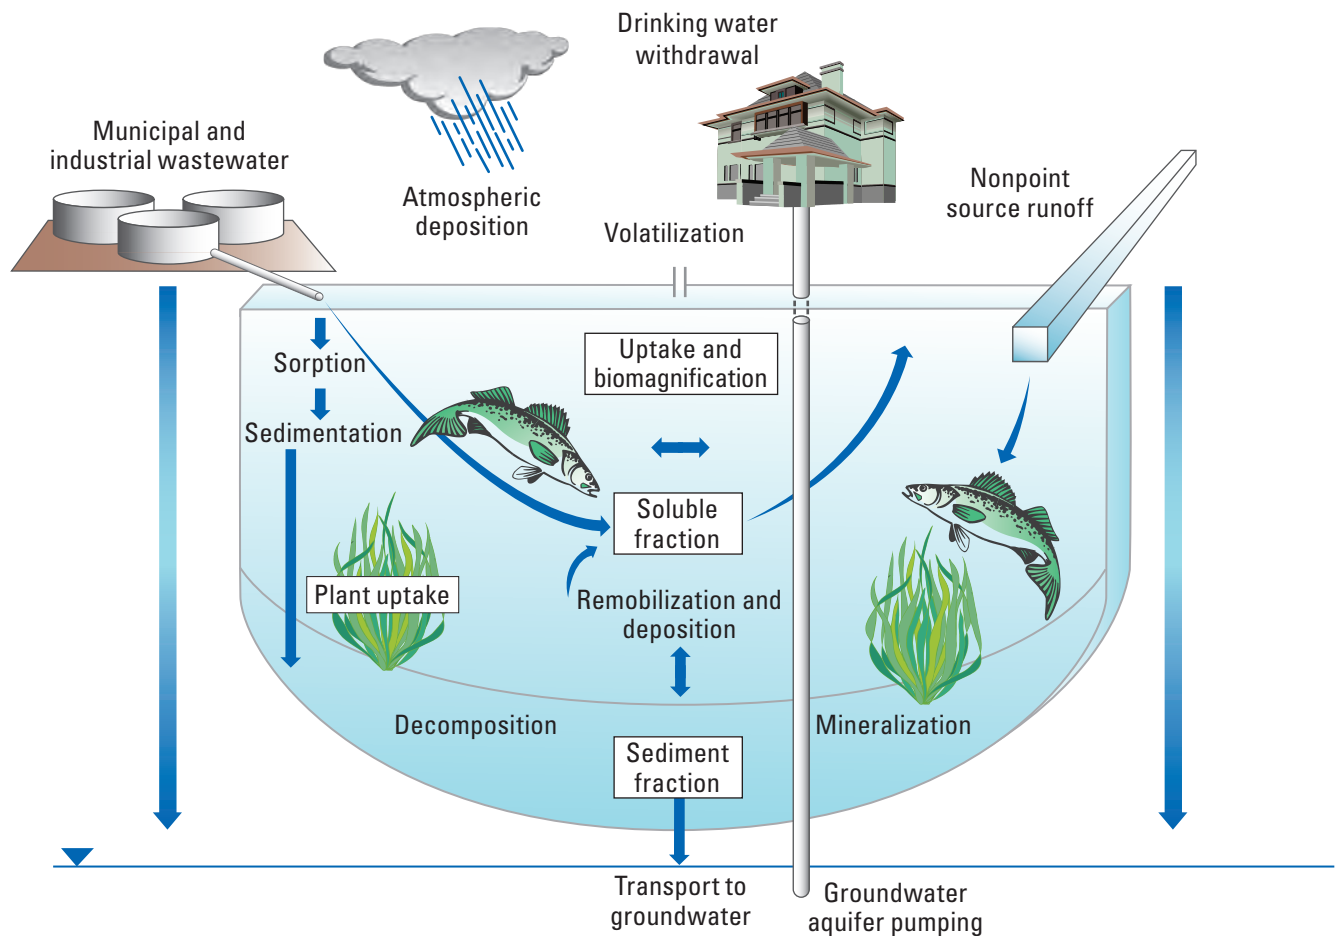 Drinking water
withdrawal
Municipal and
industrial wastewater
Atmospheric
deposition
Nonpoint
source runoff
Volatilization
Sorption
Uptake and
biomagnification
Sedimentation
Soluble
fraction
Plant uptake
Remobilization and
deposition
Decomposition
Mineralization
Sediment
fraction
Transport to
groundwater
Groundwater
aquifer pumping